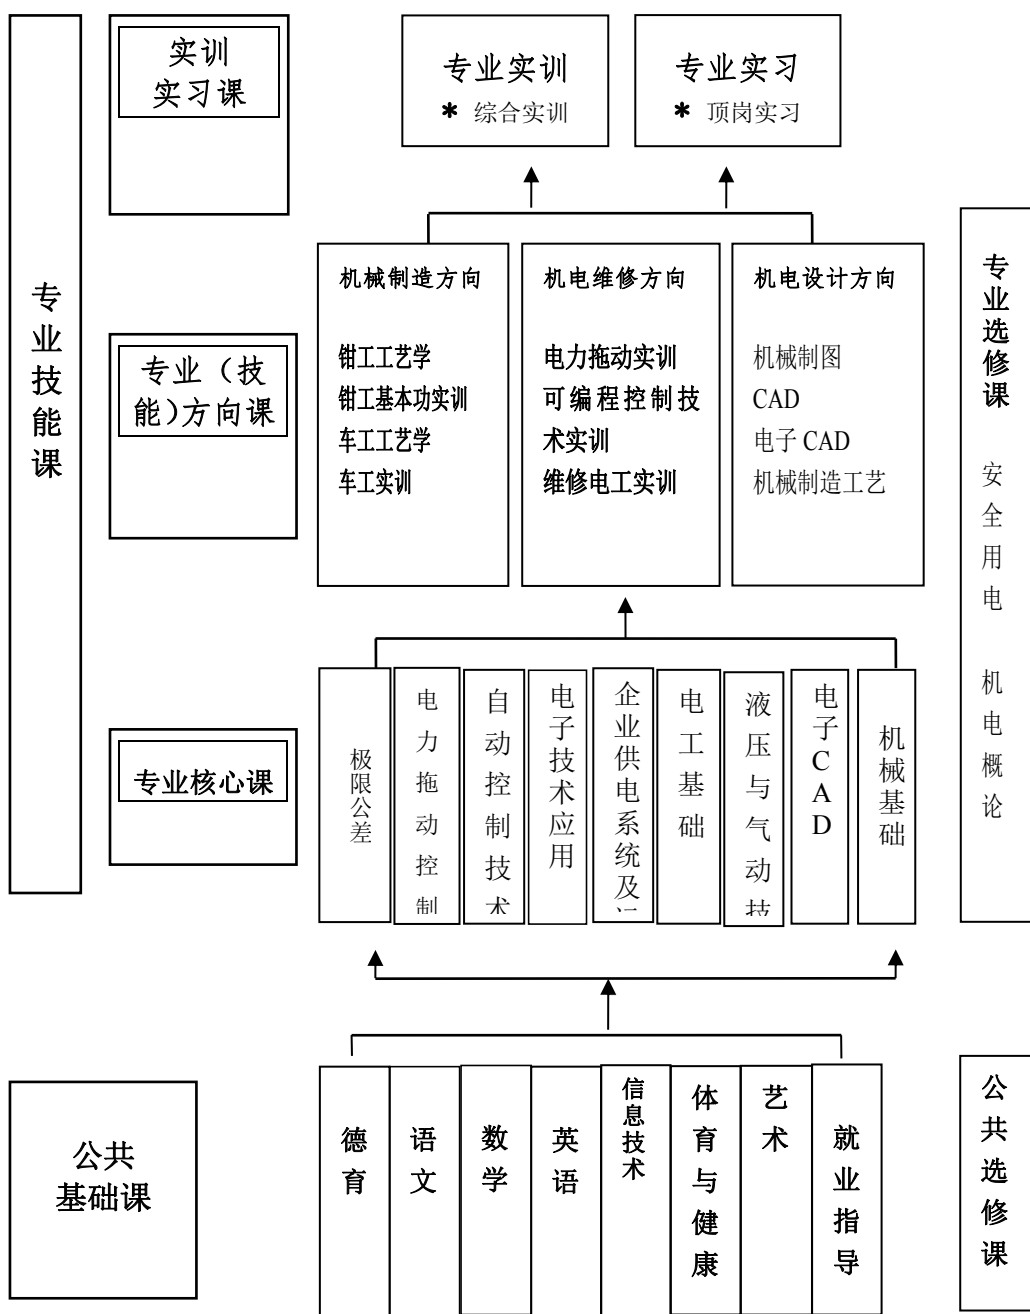 专业技能课
实训
实习课
专业实训
* 综合实训
专业实习
* 顶岗实习
专业（技
能）方向课
机械制造方向
钳工工艺学
钳工基本功实训
车工工艺学
车工实训
机电维修方向
电力拖动实训
可编程控制技
术实训
维修电工实训
机电设计方向
机械制图
CAD
电子 CAD
机械制造工艺
专业选修课
安全用电
机电概论
专业核心课
极限公差
电力拖动控制
自动控制技术
电子技术应用
企业供电系统及
电工基础
液压与气动技
电子CAD
机械基础
公共
基础课
德育
语文
数学
英语
信息技术
体育与健康
艺术
就业指导
公共选修课